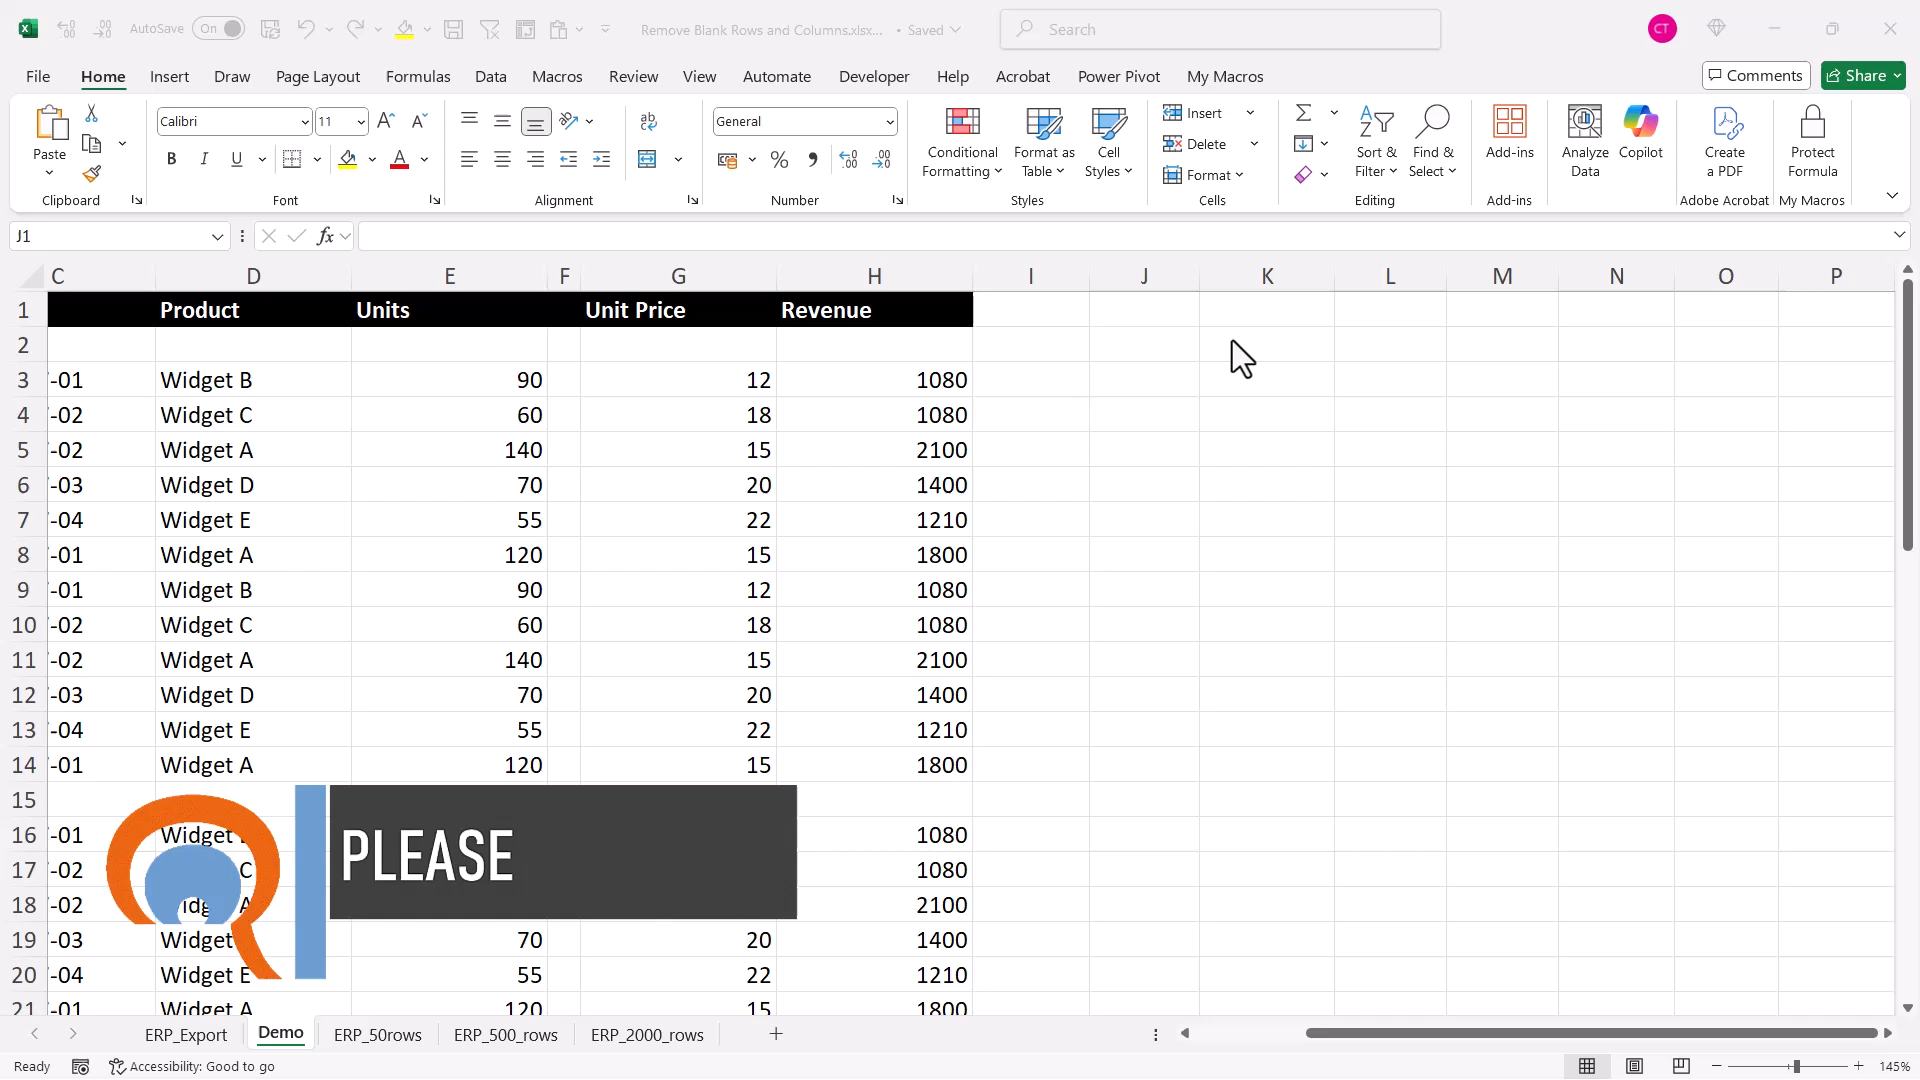 AutoSave On Remove Blank Rows and Columns.xlsx... • Saved Search CT
File Home Insert Draw Page Layout Formulas Data Macros Review View Automate Developer Help Acrobat Power Pivot My Macros Comments Share
Paste
Clipboard
Calibri 11
B I U
Font
Alignment
General
Number
Conditional Formatting
Format as Table
Cell Styles
Styles
Insert
Delete
Format
Cells
Sort & Filter
Find & Select
Editing
Add-ins
Add-ins
Analyze Data
Copilot
Create a PDF
Adobe Acrobat
Protect Formula
My Macros
J1 fx
C D E F G H I J K L M N O P
1 Product Units Unit Price Revenue
2
3 -01 Widget B 90 12 1080
4 -02 Widget C 60 18 1080
5 -02 Widget A 140 15 2100
6 -03 Widget D 70 20 1400
7 -04 Widget E 55 22 1210
8 -01 Widget A 120 15 1800
9 -01 Widget B 90 12 1080
10 -02 Widget C 60 18 1080
11 -02 Widget A 140 15 2100
12 -03 Widget D 70 20 1400
13 -04 Widget E 55 22 1210
14 -01 Widget A 120 15 1800
15
16 -01 Widget 1080
17 -02 C 1080
18 -02 A 2100
PLEASE
19 -03 Widget 70 20 1400
20 -04 Widget E 55 22 1210
21 -01 Widget A 120 15 1800
ERP_Export Demo ERP_50rows ERP_500_rows ERP_2000_rows
Ready Accessibility: Good to go 145%